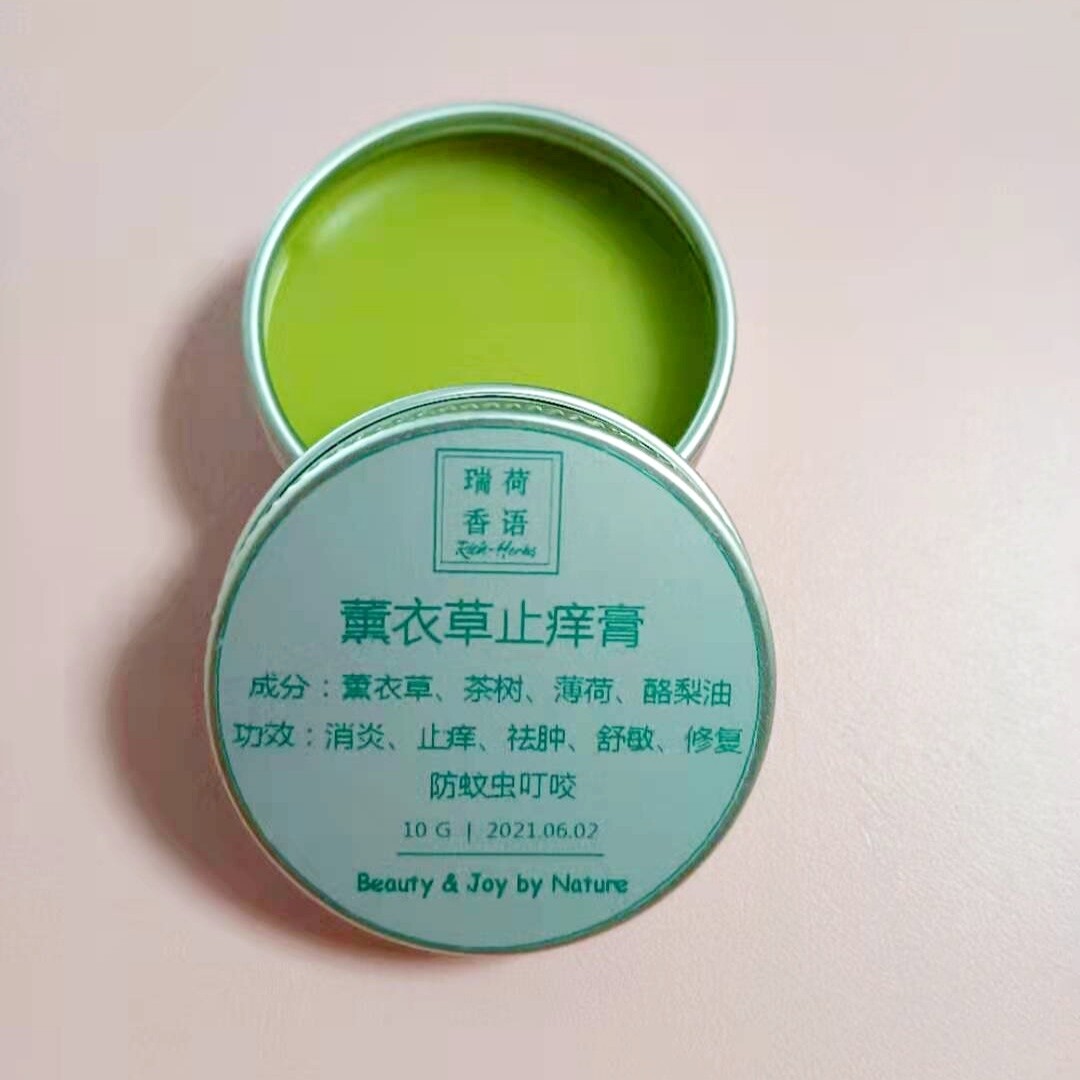 瑞荷
香语
Rich-Herbs
薰衣草止痒膏
成分：薰衣草、茶树、薄荷、酪梨油
功效：消炎、止痒、祛肿、舒敏、修复
防蚊虫叮咬
10 G | 2021.06.02
Beauty & Joy by Nature